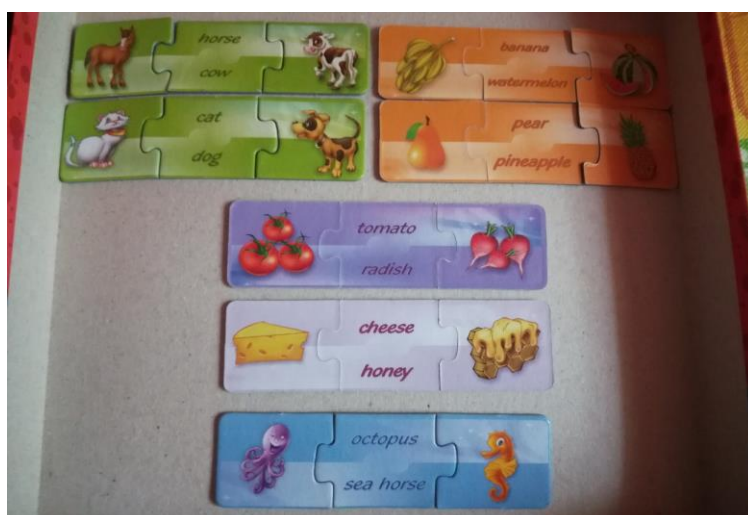 horse
cow
banana
watermelon
cat
dog
pear
pineapple
tomato
radish
cheese
honey
octopus
sea horse